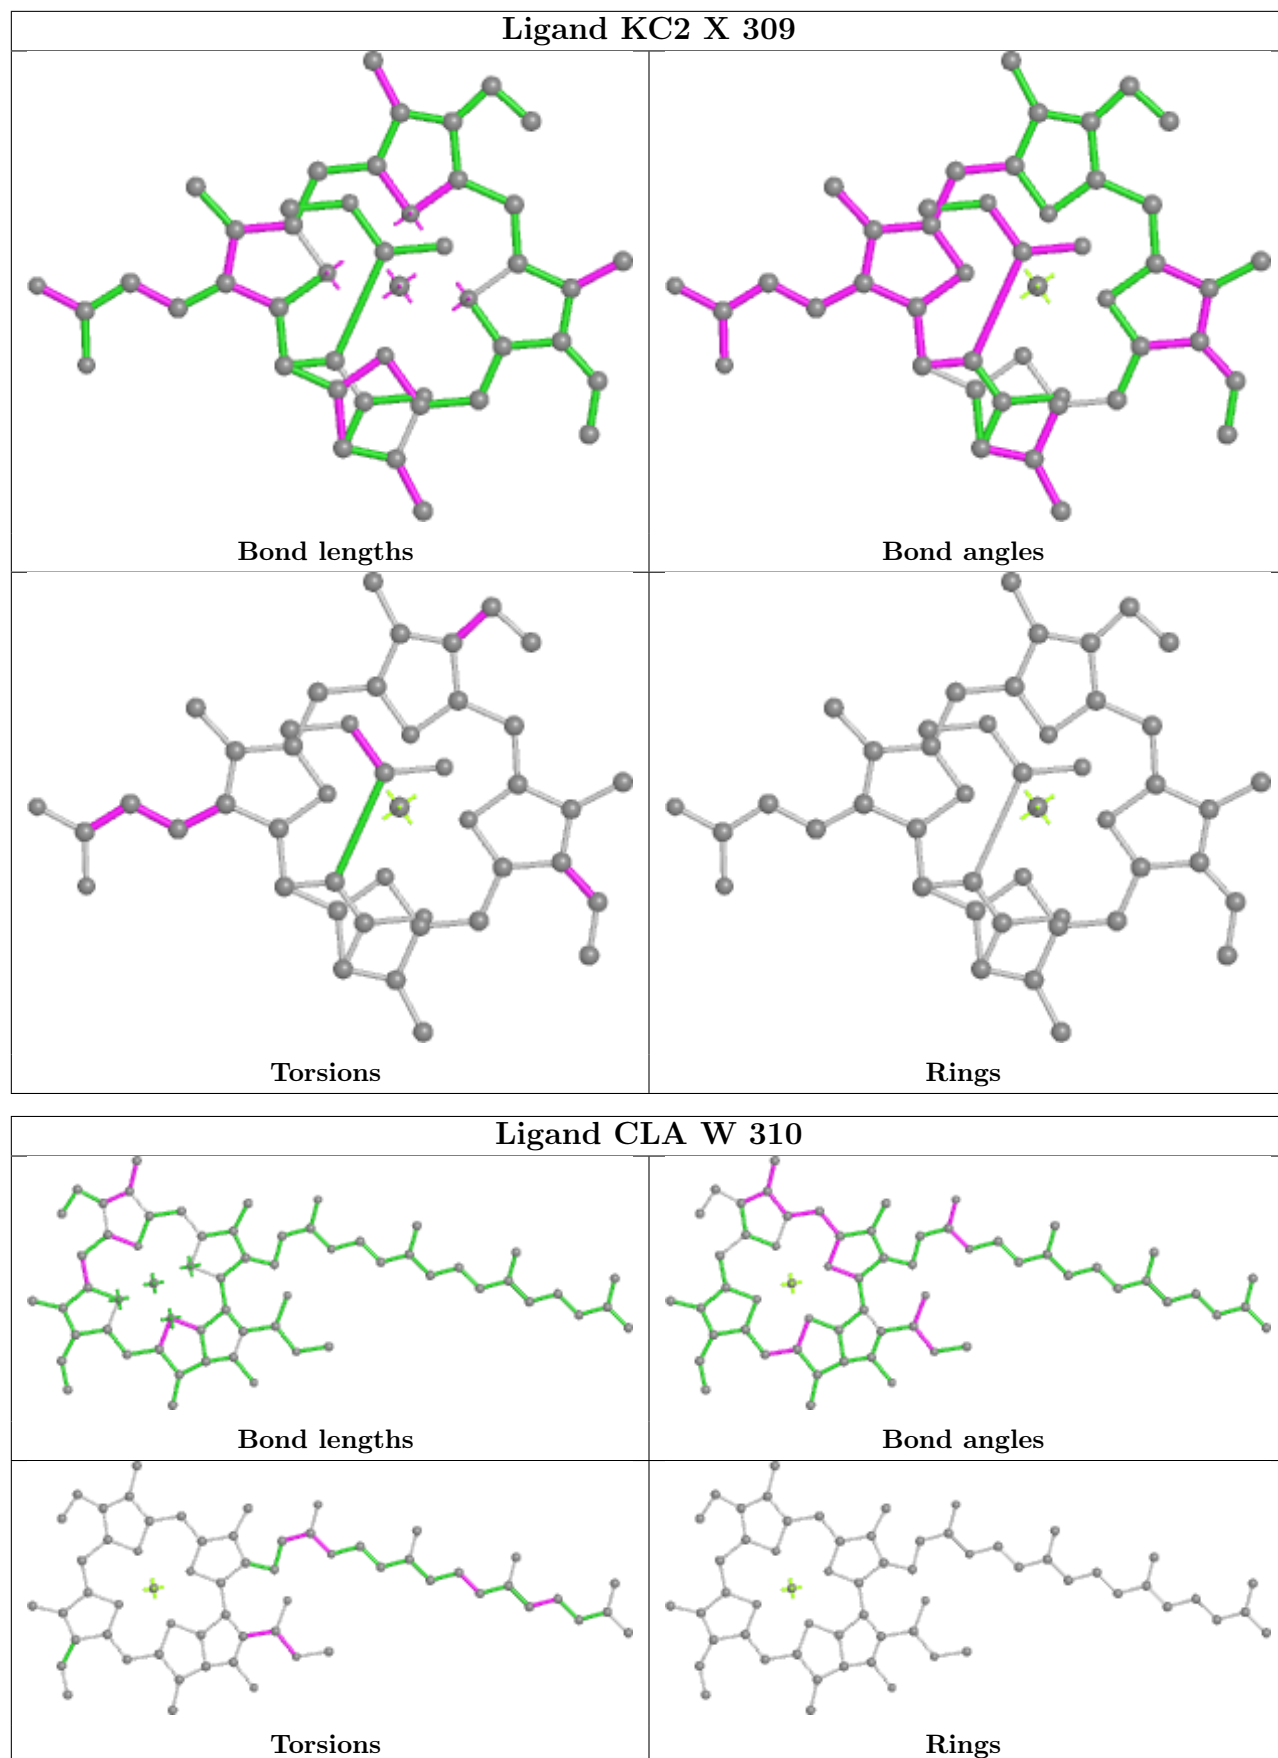 Ligand KC2 X 309
Bond lengths
Bond angles
Torsions
Rings
Ligand CLA W 310
Bond lengths
Bond angles
Torsions
Rings